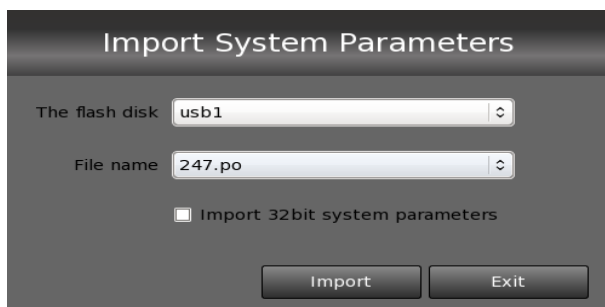 Import System Parameters
The flash disk usb1
File name 247.po
Import 32bit system parameters
Import Exit